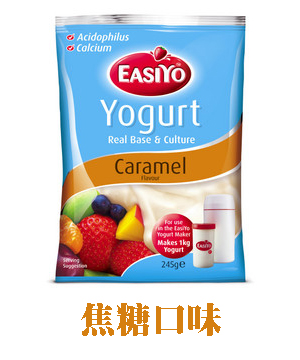 Acidophilus
Calcium
EASIYO
Yogurt
Real Base & Culture
Caramel
Flavour
For use
in the EasiYo
Yogurt Maker
Makes 1kg
Yogurt
EASIYO
Serving
Suggestion
245g e
焦糖口味